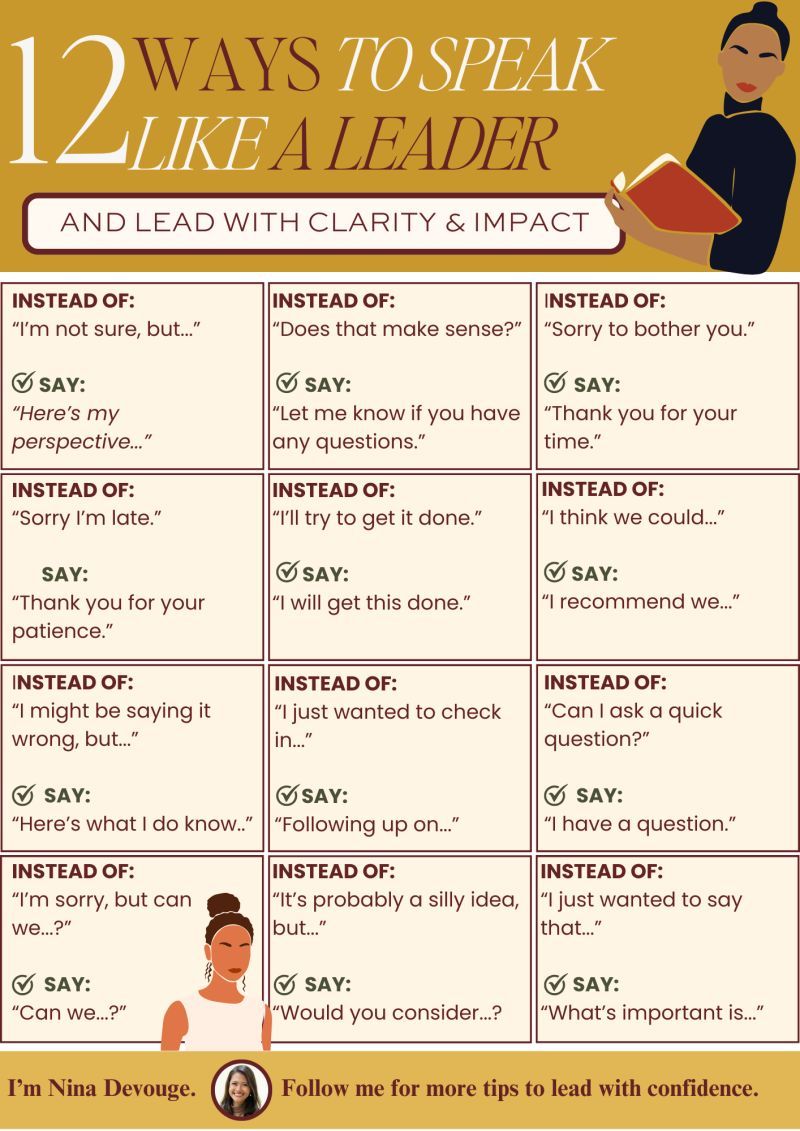 12 WAYS TO SPEAK
LIKE A LEADER
AND LEAD WITH CLARITY & IMPACT
INSTEAD OF:
“I’m not sure, but...”
SAY:
“Here’s my
perspective...”
INSTEAD OF:
“Does that make sense?”
SAY:
“Let me know if you have
any questions.”
INSTEAD OF:
“Sorry to bother you.”
SAY:
“Thank you for your
time.”
INSTEAD OF:
“Sorry I’m late.”
SAY:
“Thank you for your
patience.”
INSTEAD OF:
“I’ll try to get it done.”
SAY:
“I will get this done.”
INSTEAD OF:
“I think we could...”
SAY:
“I recommend we...”
INSTEAD OF:
“I might be saying it
wrong, but...”
SAY:
“Here’s what I do know..”
INSTEAD OF:
“I just wanted to check
in...”
SAY:
“Following up on...”
INSTEAD OF:
“Can I ask a quick
question?”
SAY:
“I have a question.”
INSTEAD OF:
“I’m sorry, but can
we...?”
SAY:
“Can we...?”
INSTEAD OF:
“It’s probably a silly idea,
but...”
SAY:
“Would you consider...?
INSTEAD OF:
“I just wanted to say
that...”
SAY:
“What’s important is...”
I’m Nina Devouge. Follow me for more tips to lead with confidence.